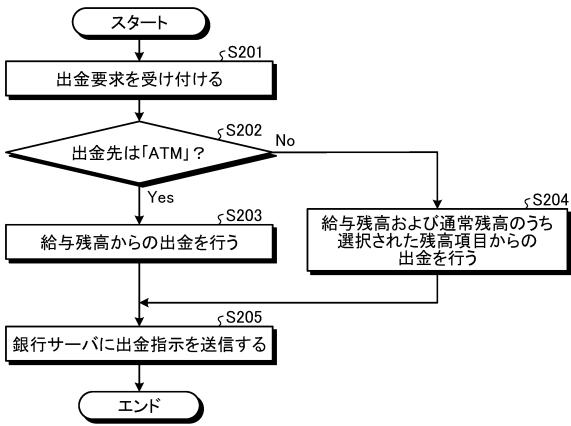 スタート
S201
出金要求を受け付ける
S202
出金先は「ATM」？
No
Yes
S203
給与残高からの出金を行う
S204
給与残高および通常残高のうち
選択された残高項目からの
出金を行う
S205
銀行サーバに出金指示を送信する
エンド